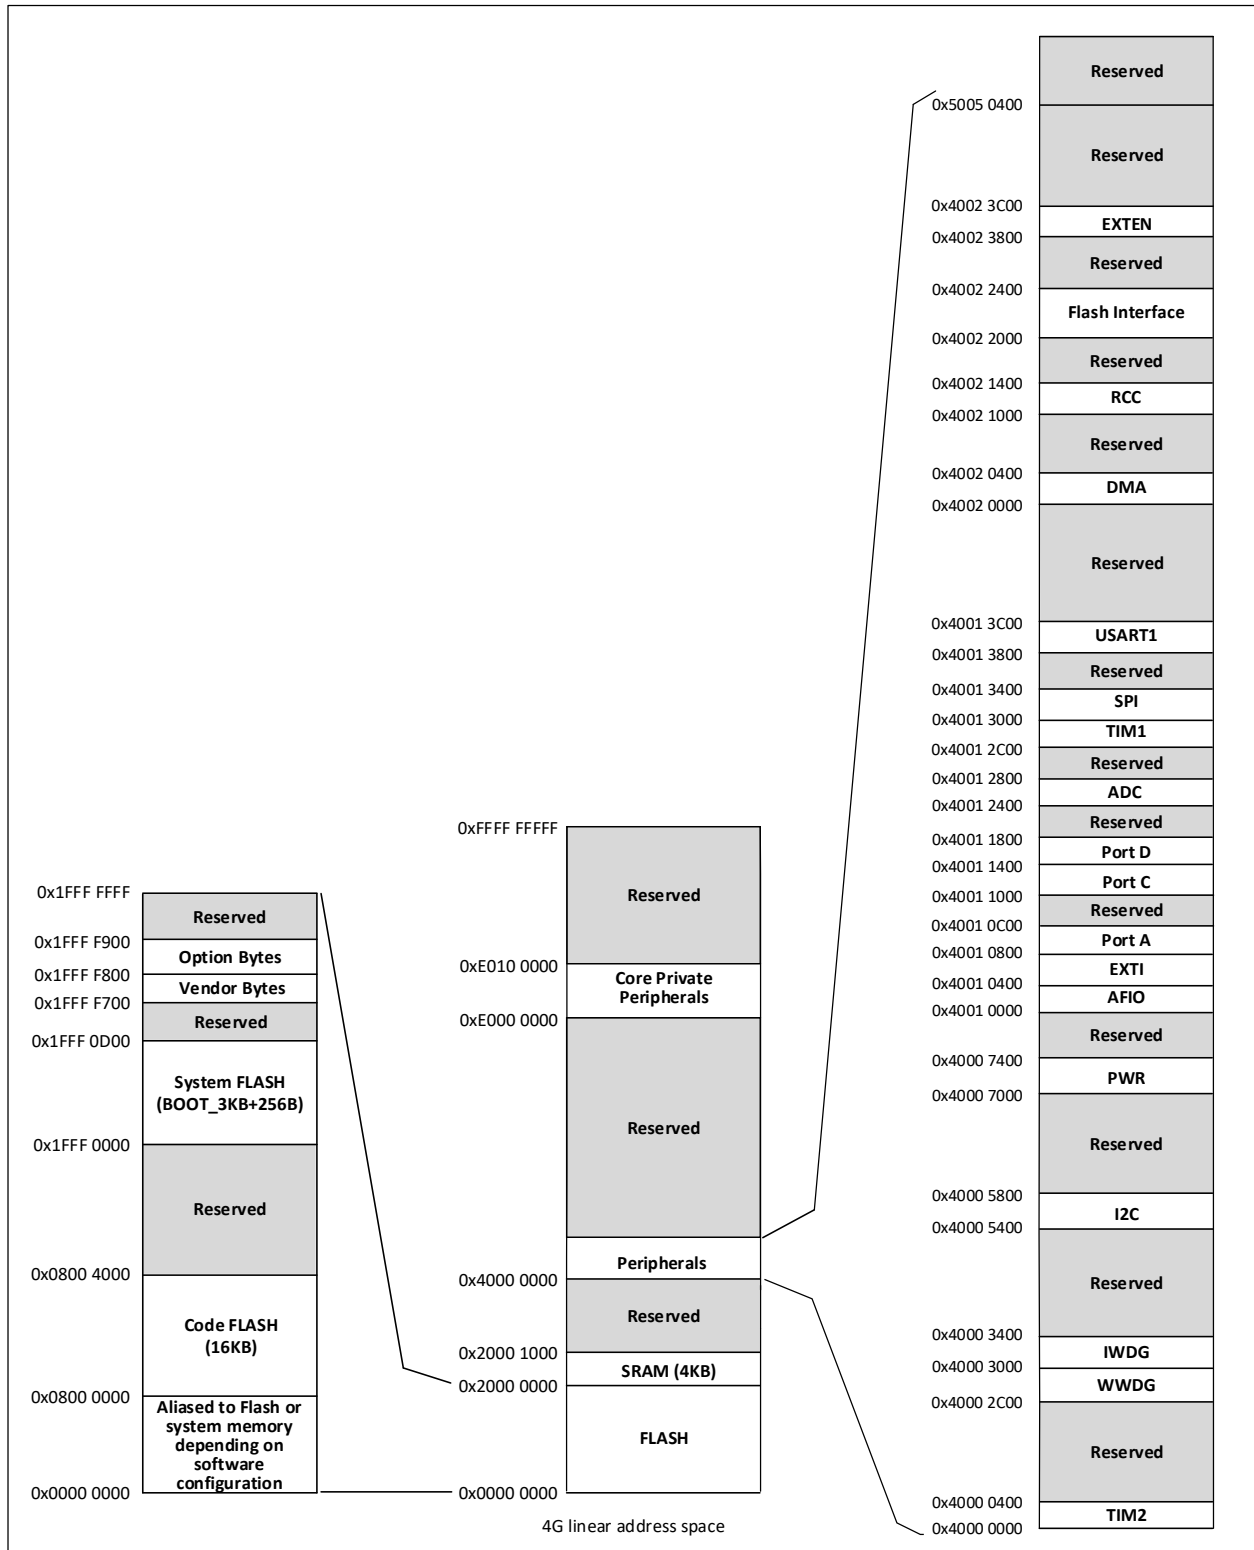 0x1FFF FFFF
Reserved
0x1FFF F900
Option Bytes
0x1FFF F800
Vendor Bytes
0x1FFF F700
Reserved
0x1FFF 0D00
System FLASH
(BOOT_3KB+256B)
0x1FFF 0000
Reserved
0x0800 4000
Code FLASH
(16KB)
0x0800 0000
Aliased to Flash or
system memory
depending on
software
configuration
0x0000 0000
0xFFFF FFFFF
Reserved
0xE010 0000
Core Private
Peripherals
0xE000 0000
Reserved
Peripherals
0x4000 0000
Reserved
0x2000 1000
SRAM (4KB)
0x2000 0000
FLASH
0x0000 0000
4G linear address space
Reserved
0x5005 0400
Reserved
0x4002 3C00
EXTEN
0x4002 3800
Reserved
0x4002 2400
Flash Interface
0x4002 2000
Reserved
0x4002 1400
RCC
0x4002 1000
Reserved
0x4002 0400
DMA
0x4002 0000
Reserved
0x4001 3C00
USART1
0x4001 3800
Reserved
0x4001 3400
SPI
0x4001 3000
TIM1
0x4001 2C00
Reserved
0x4001 2800
ADC
0x4001 2400
Reserved
0x4001 1800
Port D
0x4001 1400
Port C
0x4001 1000
Reserved
0x4001 0C00
Port A
0x4001 0800
EXTI
0x4001 0400
AFIO
0x4001 0000
Reserved
0x4000 7400
PWR
0x4000 7000
Reserved
0x4000 5800
I2C
0x4000 5400
Reserved
0x4000 3400
IWDG
0x4000 3000
WWDG
0x4000 2C00
Reserved
0x4000 0400
TIM2
0x4000 0000